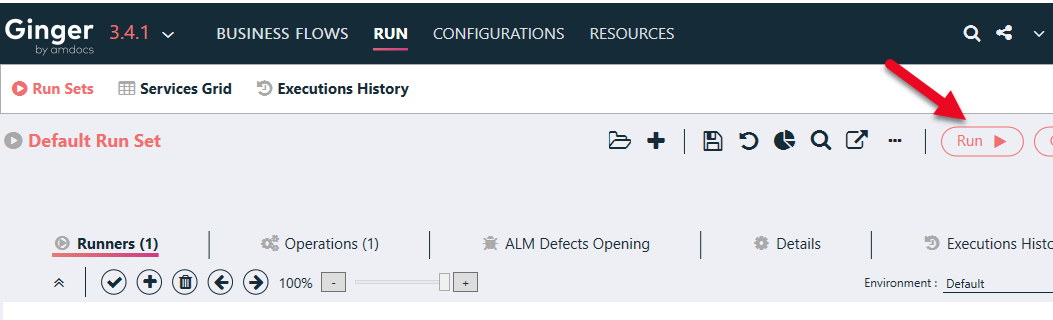 Ginger 3.4.1 BUSINESS FLOWS RUN CONFIGURATIONS RESOURCES
by amdocs
Run Sets Services Grid Executions History
Default Run Set Run
Runners (1) Operations (1) ALM Defects Opening Details Executions Histo
100% - + Environment : Default